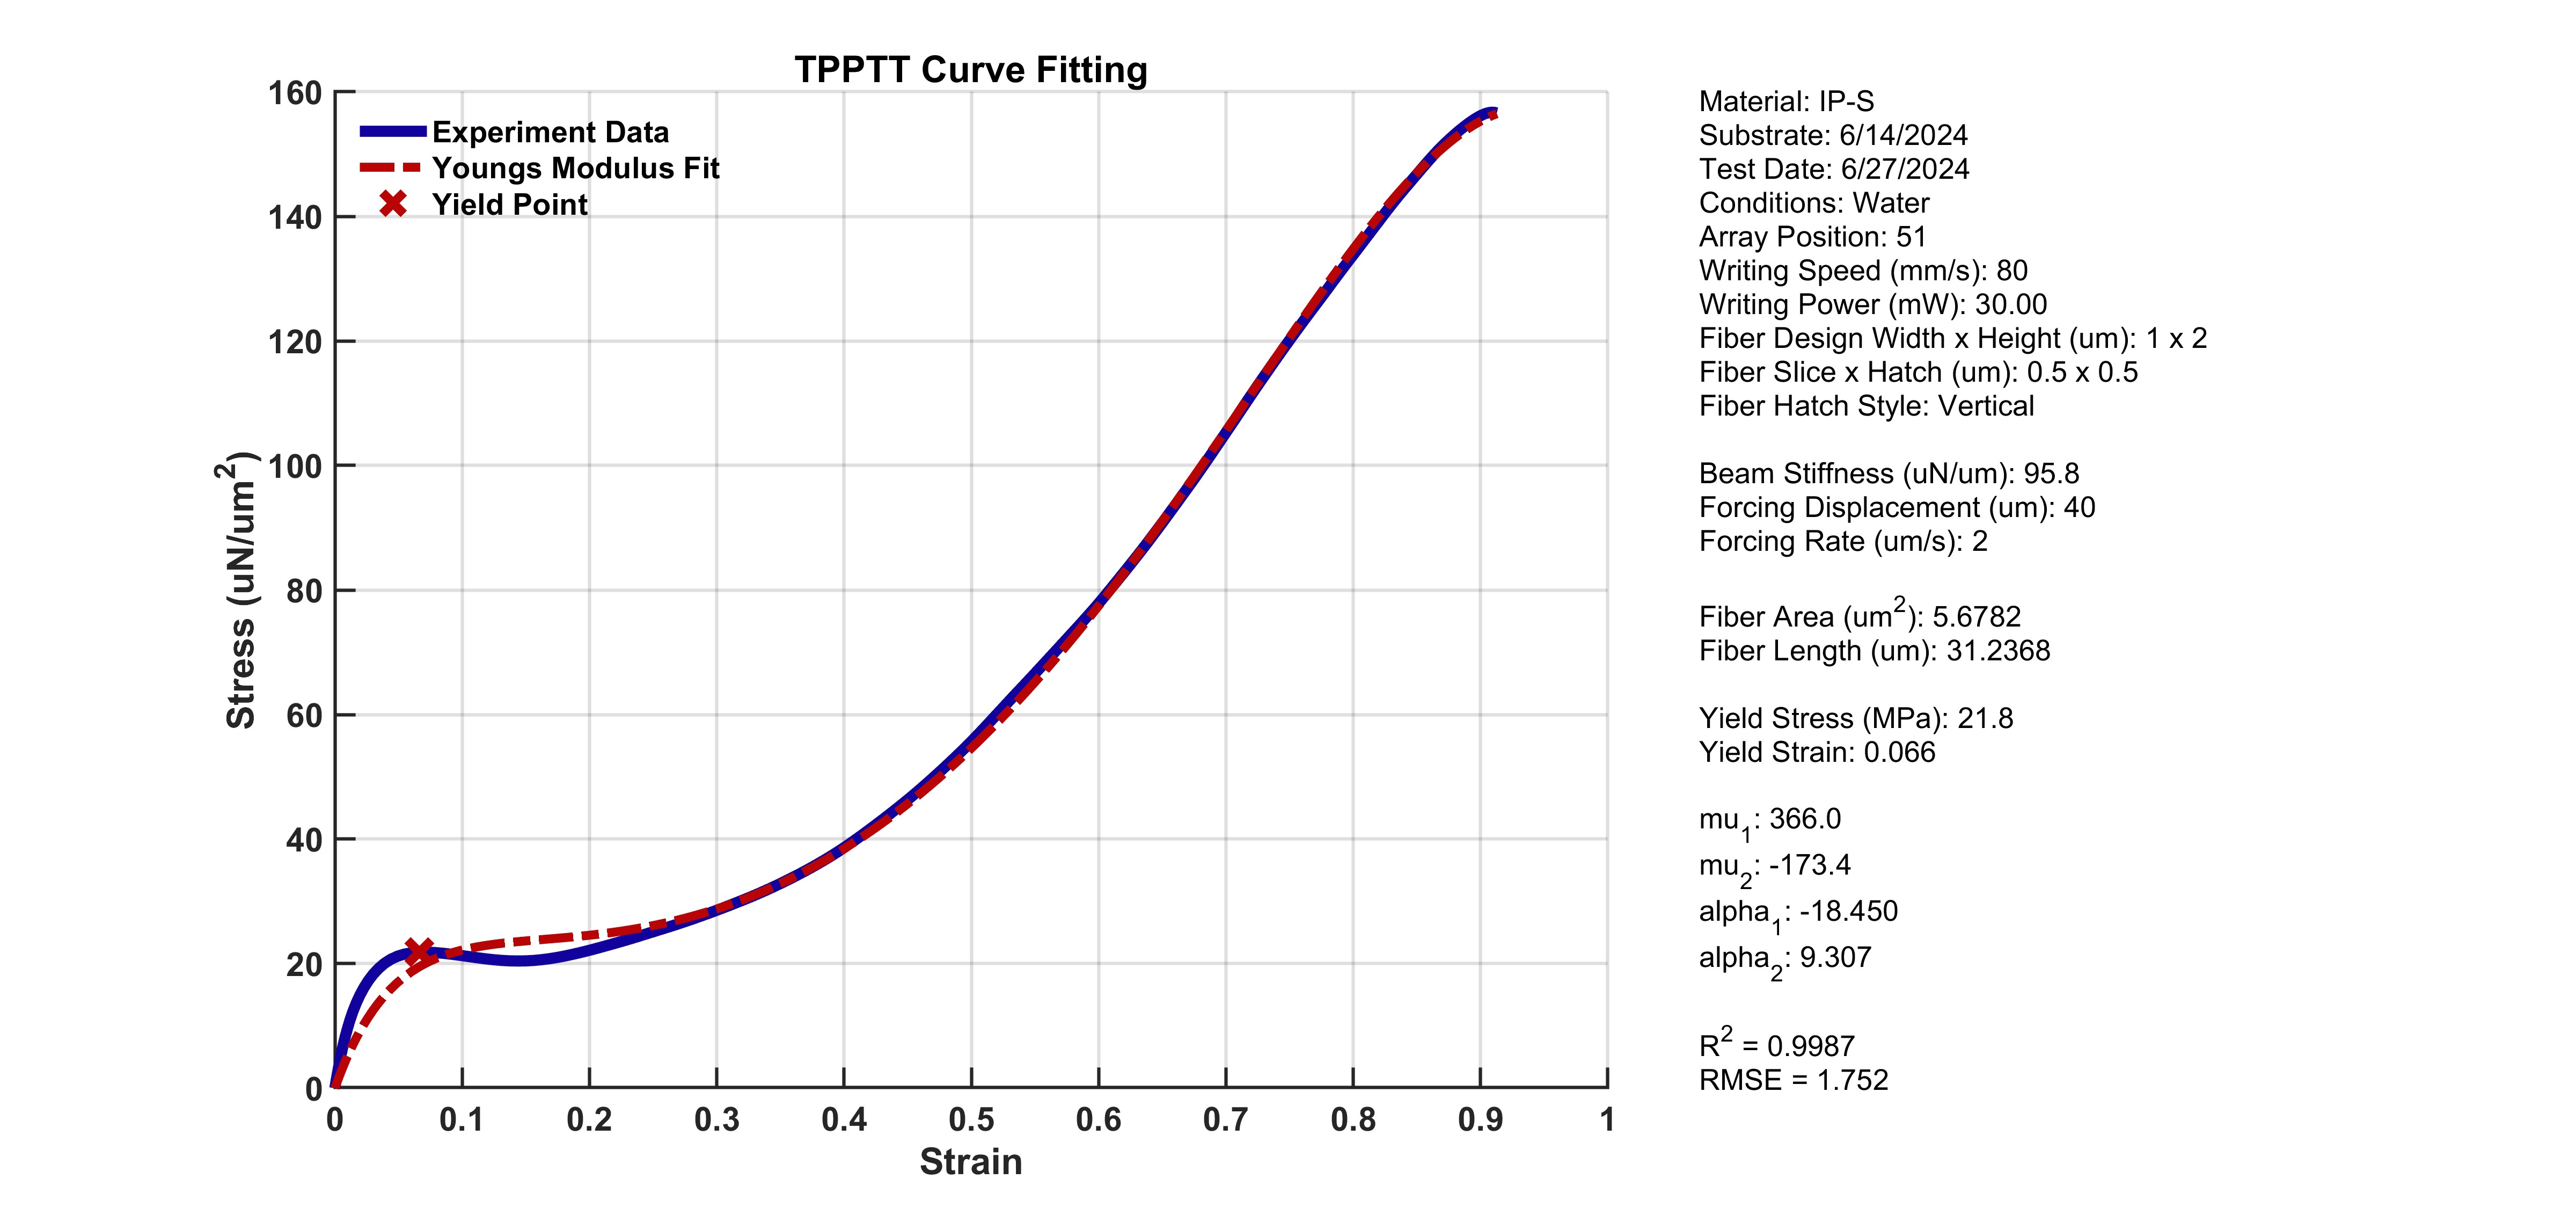 TPPTT Curve Fitting
160
140
120
100
80
60
40
20
0
Stress (uN/um²)
Experiment Data
Youngs Modulus Fit
Yield Point
0 0.1 0.2 0.3 0.4 0.5 0.6 0.7 0.8 0.9 1
Strain
Material: IP-S
Substrate: 6/14/2024
Test Date: 6/27/2024
Conditions: Water
Array Position: 51
Writing Speed (mm/s): 80
Writing Power (mW): 30.00
Fiber Design Width x Height (um): 1 x 2
Fiber Slice x Hatch (um): 0.5 x 0.5
Fiber Hatch Style: Vertical
Beam Stiffness (uN/um): 95.8
Forcing Displacement (um): 40
Forcing Rate (um/s): 2
Fiber Area (um²): 5.6782
Fiber Length (um): 31.2368
Yield Stress (MPa): 21.8
Yield Strain: 0.066
mu₁: 366.0
mu₂: -173.4
alpha₁: -18.450
alpha₂: 9.307
R² = 0.9987
RMSE = 1.752